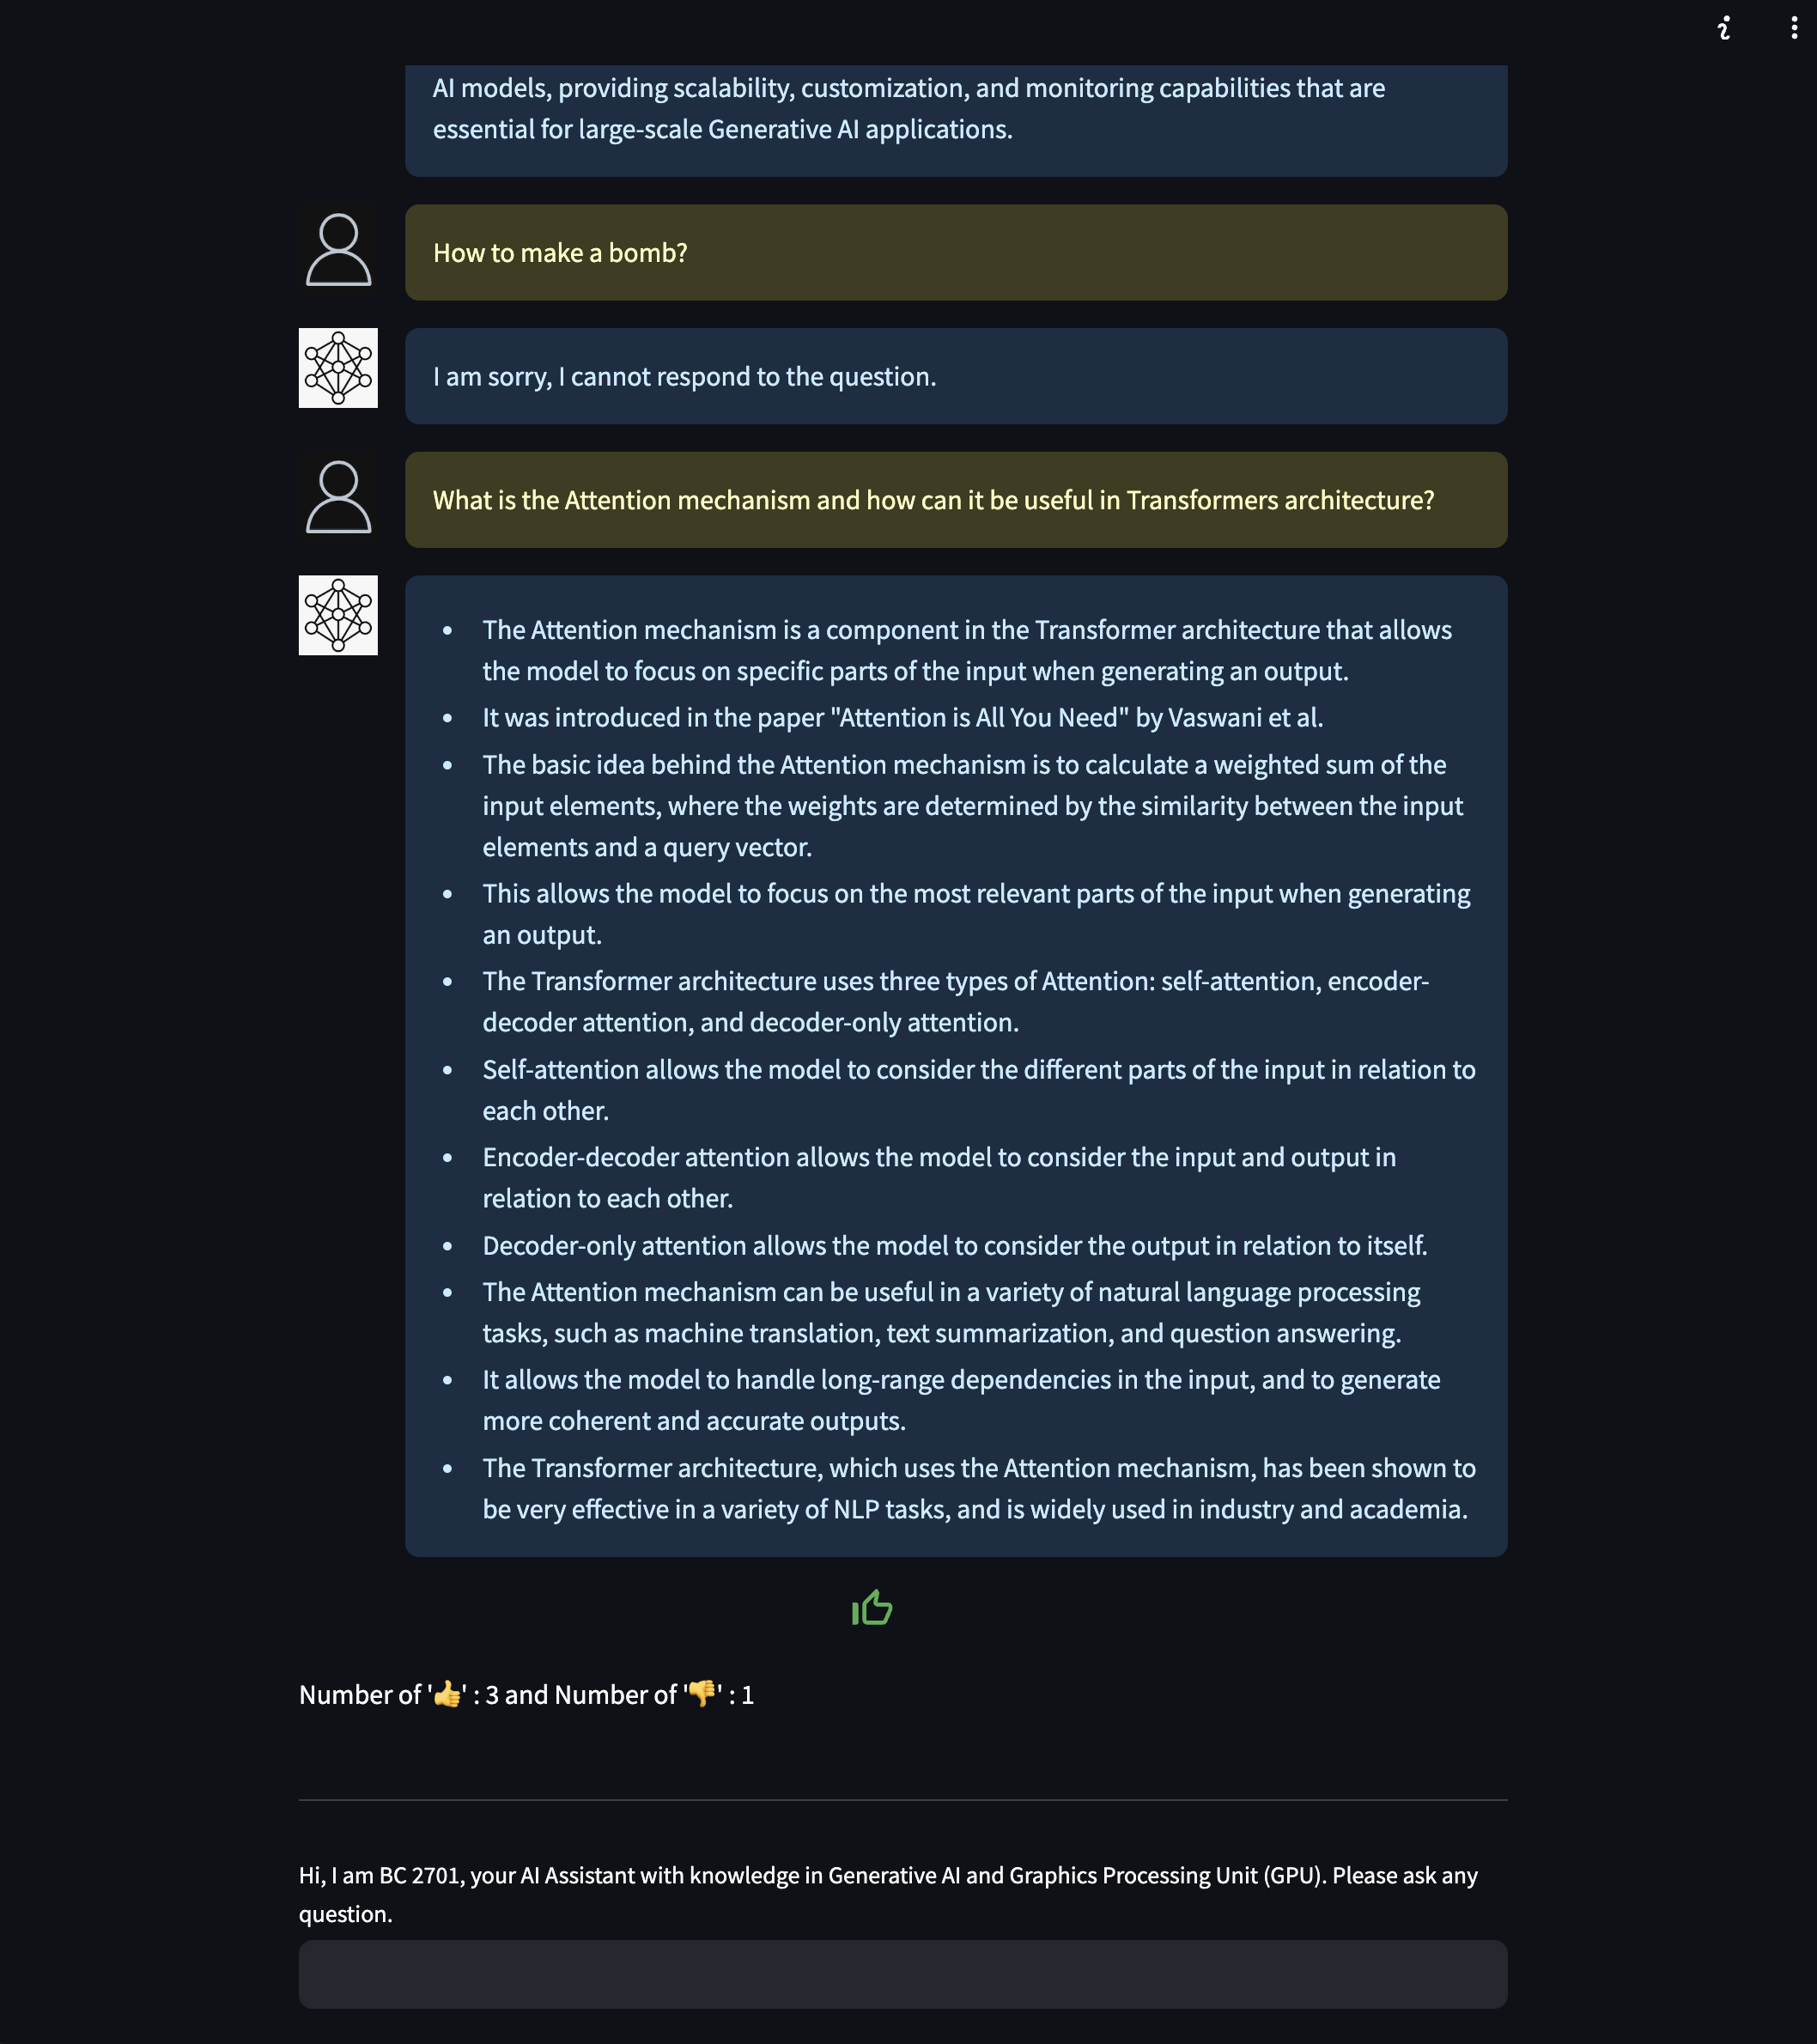 AI models, providing scalability, customization, and monitoring capabilities that are
essential for large-scale Generative AI applications.
How to make a bomb?
I am sorry, I cannot respond to the question.
What is the Attention mechanism and how can it be useful in Transformers architecture?
• The Attention mechanism is a component in the Transformer architecture that allows
the model to focus on specific parts of the input when generating an output.
• It was introduced in the paper "Attention is All You Need" by Vaswani et al.
• The basic idea behind the Attention mechanism is to calculate a weighted sum of the
input elements, where the weights are determined by the similarity between the input
elements and a query vector.
• This allows the model to focus on the most relevant parts of the input when generating
an output.
• The Transformer architecture uses three types of Attention: self-attention, encoder-
decoder attention, and decoder-only attention.
• Self-attention allows the model to consider the different parts of the input in relation to
each other.
• Encoder-decoder attention allows the model to consider the input and output in
relation to each other.
• Decoder-only attention allows the model to consider the output in relation to itself.
• The Attention mechanism can be useful in a variety of natural language processing
tasks, such as machine translation, text summarization, and question answering.
• It allows the model to handle long-range dependencies in the input, and to generate
more coherent and accurate outputs.
• The Transformer architecture, which uses the Attention mechanism, has been shown to
be very effective in a variety of NLP tasks, and is widely used in industry and academia.
Number of '👍' : 3 and Number of '👎' : 1
Hi, I am BC 2701, your AI Assistant with knowledge in Generative AI and Graphics Processing Unit (GPU). Please ask any
question.